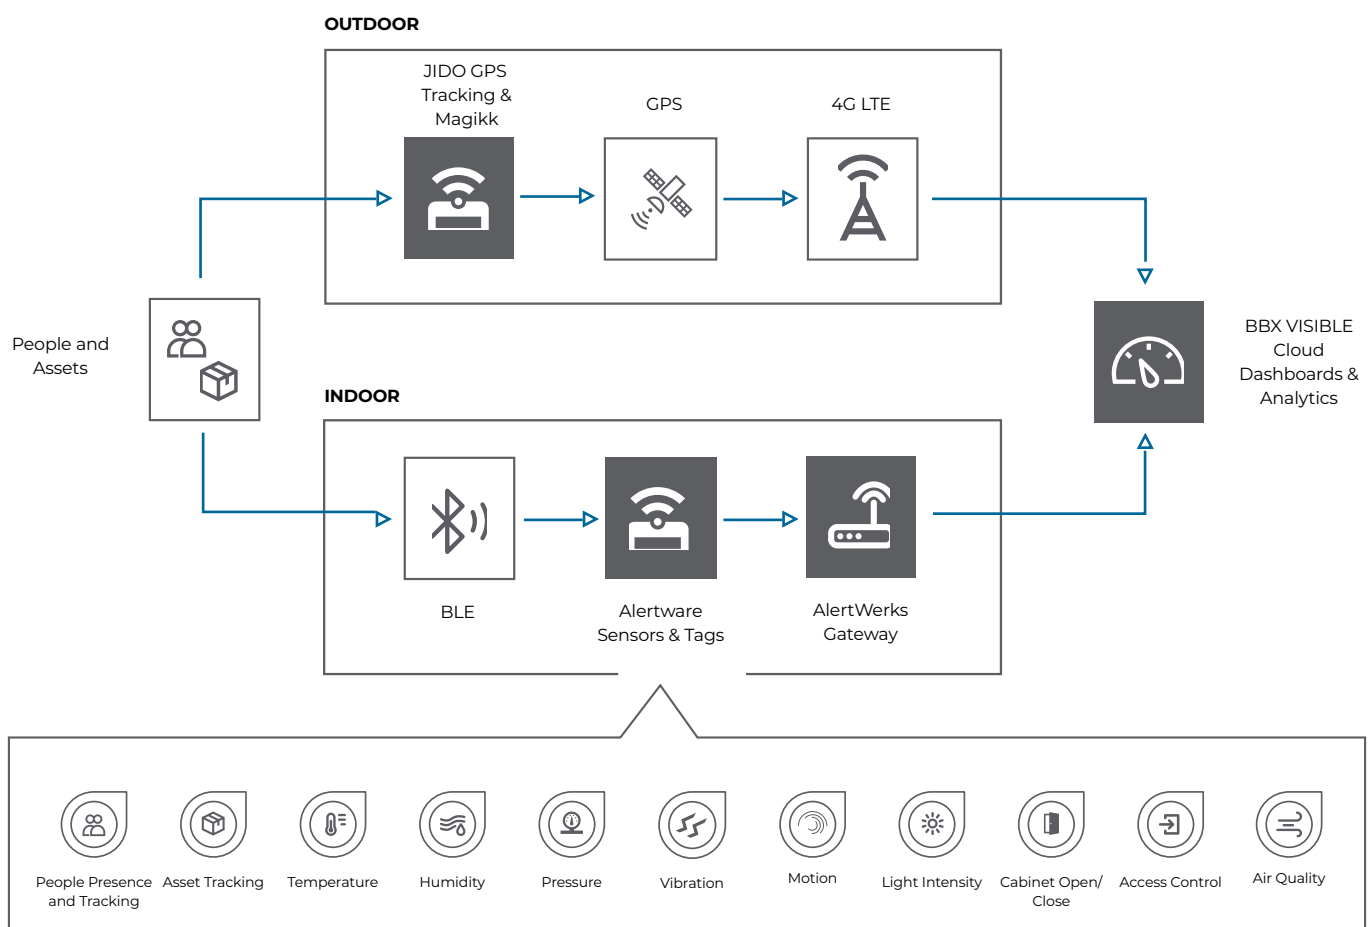 OUTDOOR
JIDO GPS
Tracking &
Magikk
GPS
4G LTE
People and
Assets
BBX VISIBLE
Cloud
Dashboards &
Analytics
INDOOR
BLE
Alertware
Sensors & Tags
AlertWerks
Gateway
People Presence
and Tracking
Asset Tracking
Temperature
Humidity
Pressure
Vibration
Motion
Light Intensity
Cabinet Open/
Close
Access Control
Air Quality